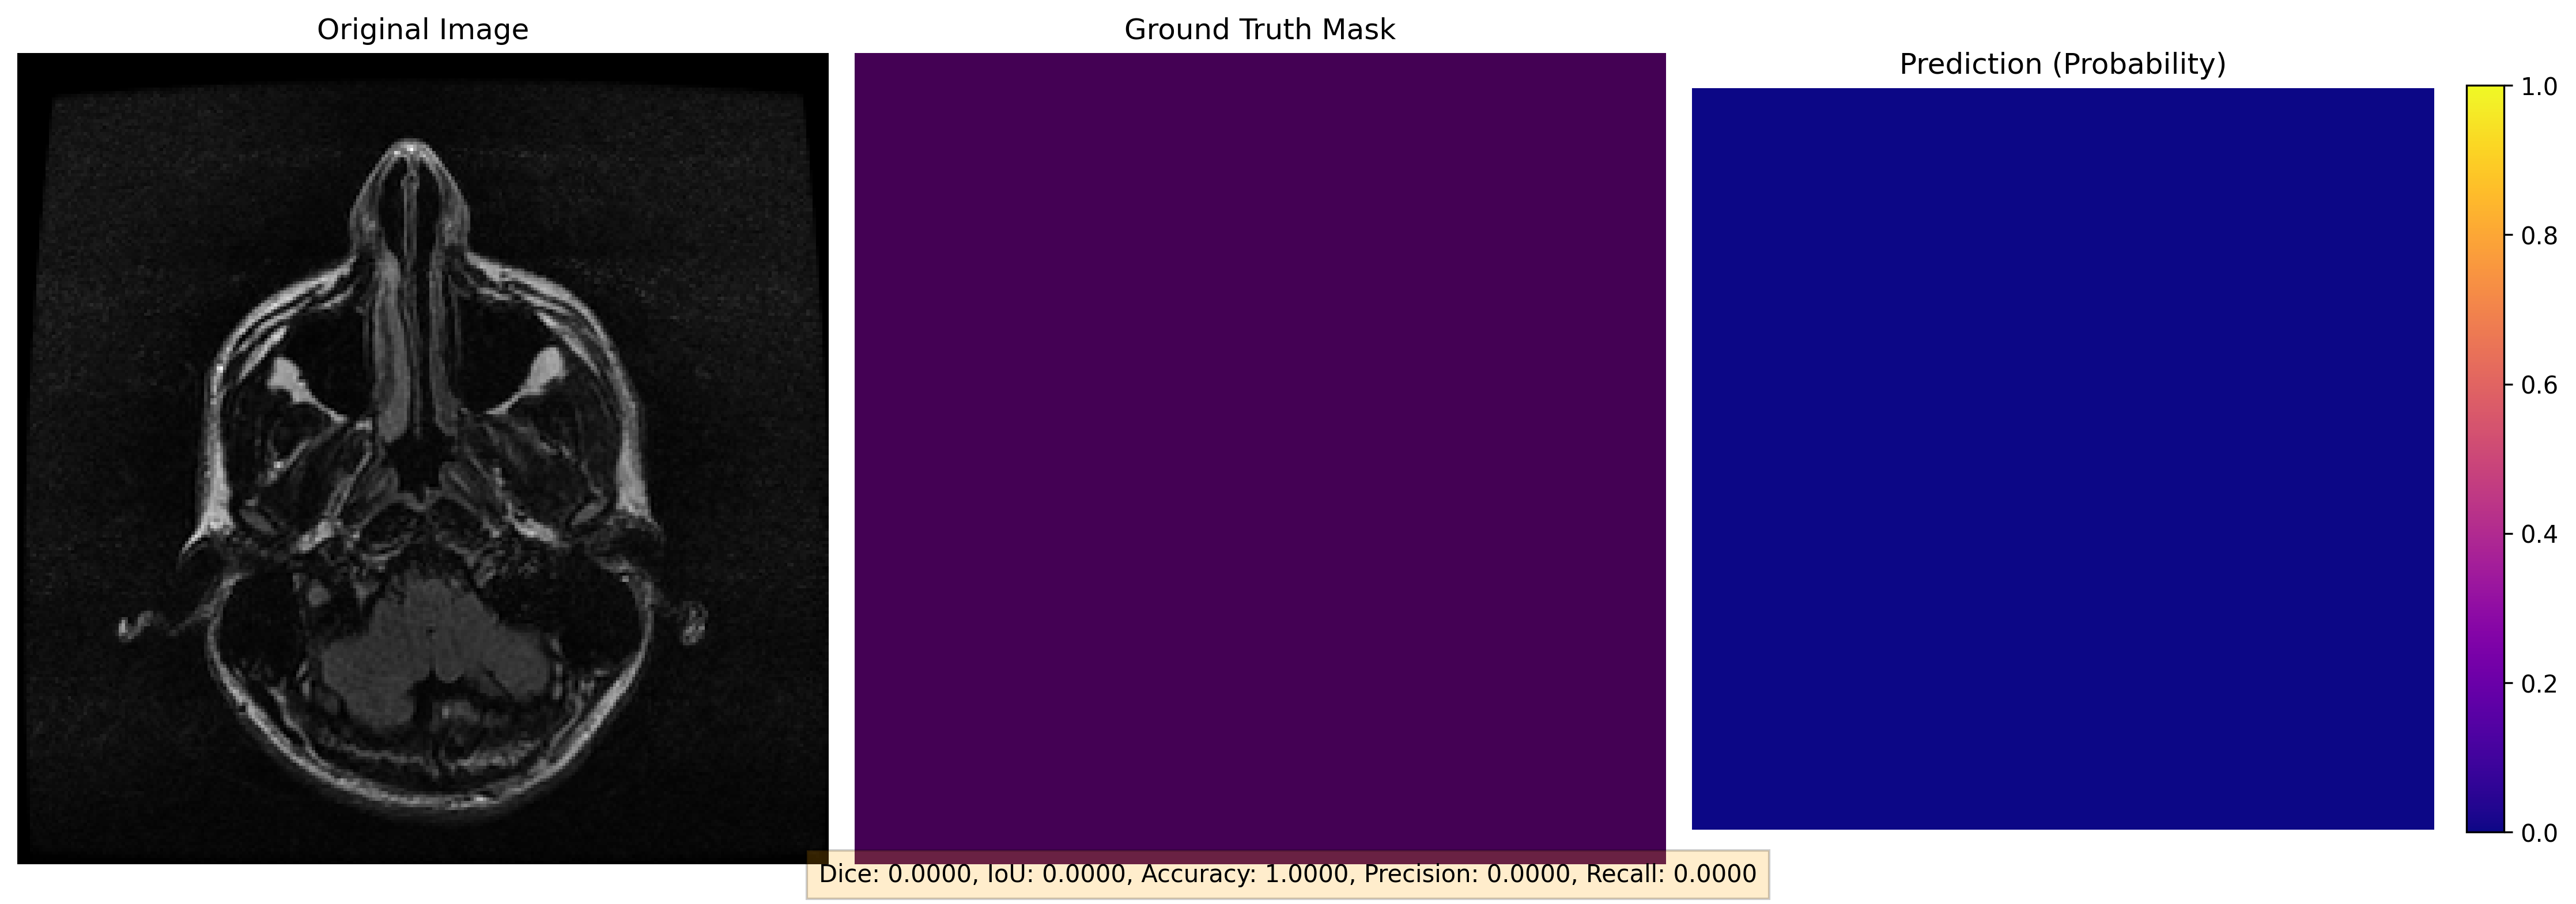 Original Image
Ground Truth Mask
Prediction (Probability)
1.0
0.8
0.6
0.4
0.2
0.0
Dice: 0.0000, IoU: 0.0000, Accuracy: 1.0000, Precision: 0.0000, Recall: 0.0000